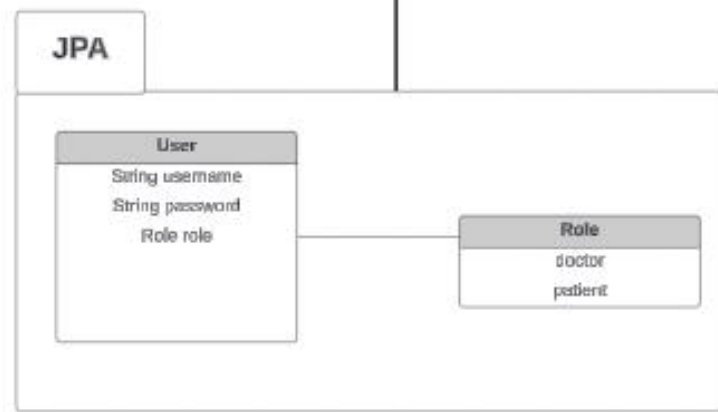 JPA
User
String username
String password
Role role
Role
doctor
patient